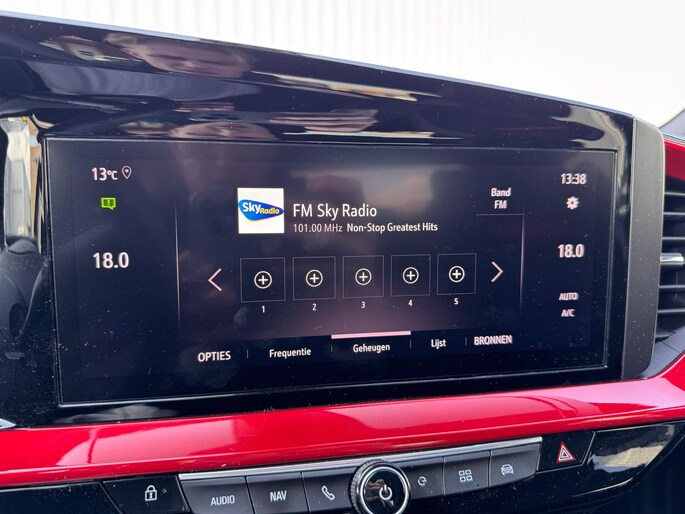 13°C
13:38
Sky Radio
FM Sky Radio
101.00 MHz Non-Stop Greatest Hits
Band
FM
18.0
18.0
1 2 3 4 5
AUTO
A/C
OPTIES Frequentie Geheugen Lijst BRONNEN
AUDIO NAV